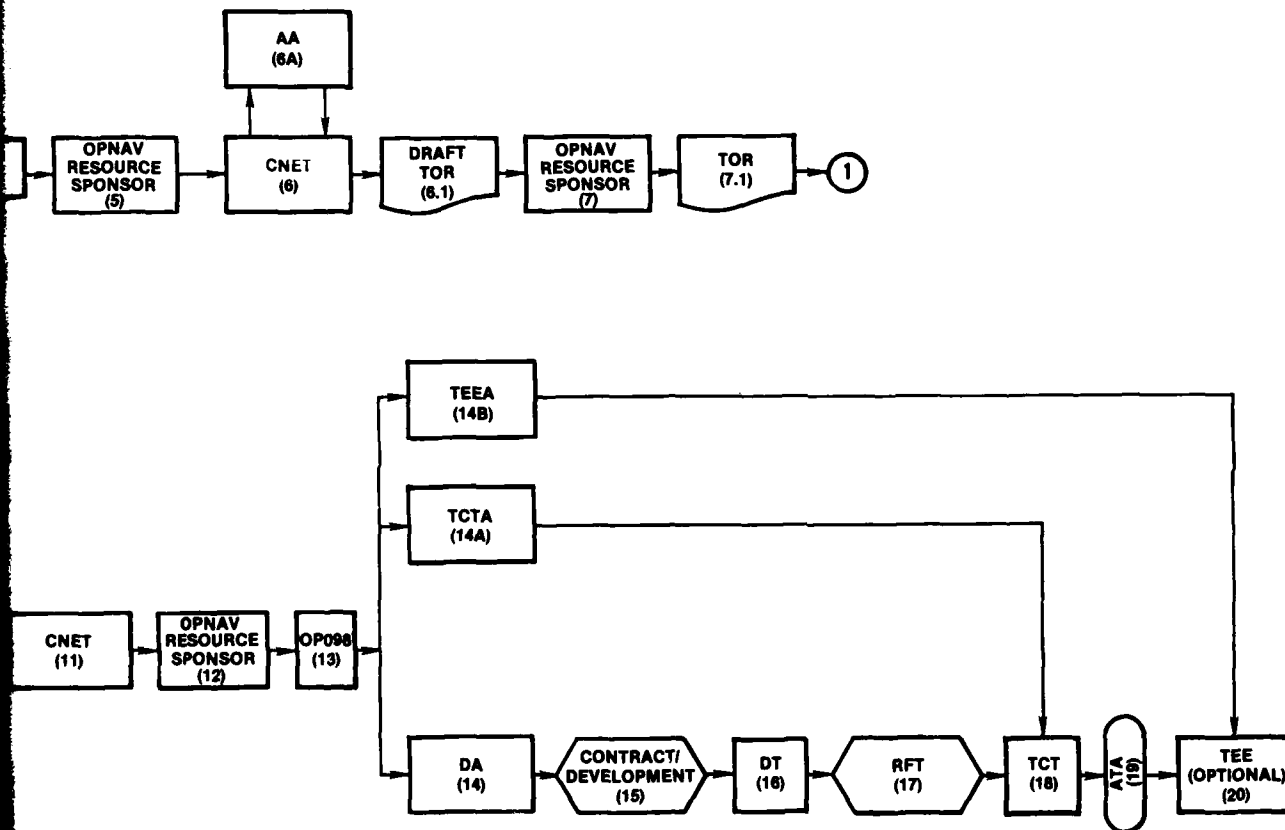 AA
(6A)
OPNAV
RESOURCE
SPONSOR
(5)
CNET
(6)
DRAFT
TOR
(6.1)
OPNAV
RESOURCE
SPONSOR
(7)
TOR
(7.1)
1
TEEA
(14B)
TCTA
(14A)
CNET
(11)
OPNAV
RESOURCE
SPONSOR
(12)
OP098
(13)
DA
(14)
CONTRACT/
DEVELOPMENT
(15)
DT
(16)
RFT
(17)
TCT
(18)
ATA
(19)
TEE
(OPTIONAL)
(20)